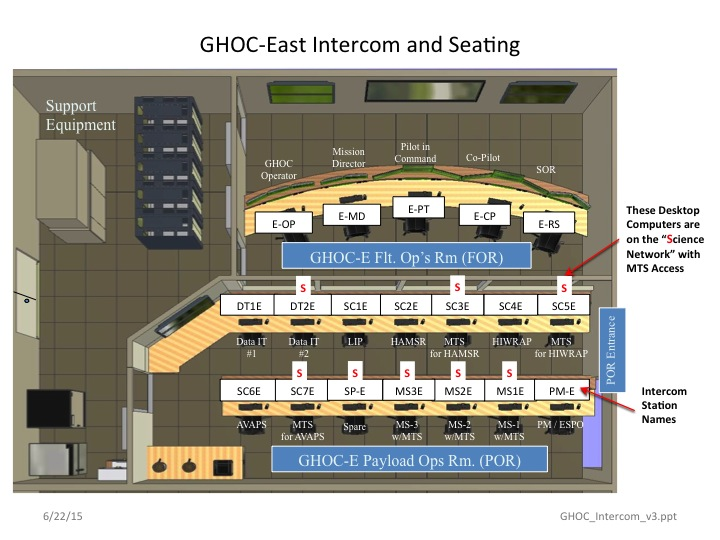 GHOC-East Intercom and Seating
Support
Equipment
GHOC
Operator
Mission
Director
Pilot in
Command
Co-Pilot
SOR
E-OP
E-MD
E-PT
E-CP
E-RS
GHOC-E Flt. Op's Rm (FOR)
These Desktop
Computers are
on the “Science
Network” with
MTS Access
S
S
S
DT1E
DT2E
SC1E
SC2E
SC3E
SC4E
SC5E
Data IT
#1
Data IT
#2
LIP
HAMSR
MTS
for HAMSR
HIWRAP
MTS
for HIWRAP
POR Entrance
S
S
S
S
S
SC6E
SC7E
SP-E
MS3E
MS2E
MS1E
PM-E
Intercom
Station
Names
AVAPS
MTS
for AVAPS
Spare
MS-3
w/MTS
MS-2
w/MTS
MS-1
w/MTS
PM / ESPO
GHOC-E Payload Ops Rm. (POR)
6/22/15
GHOC_Intercom_v3.ppt